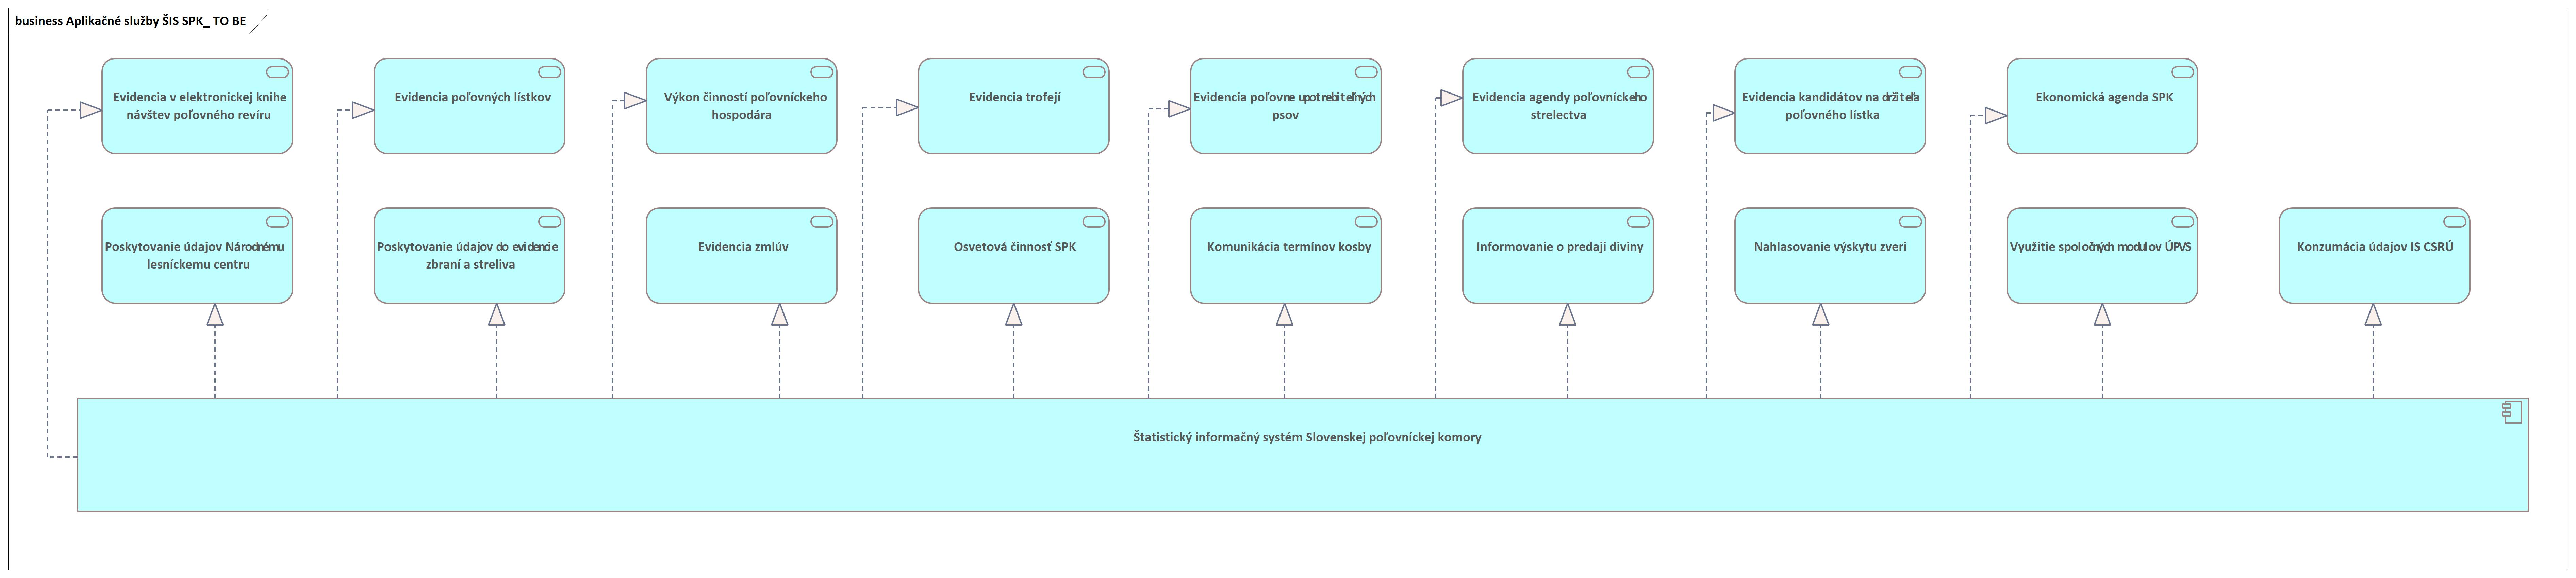 business Aplikačné služby ŠIS SPK_ TO BE
Evidencia v elektronickej knihe
návštev poľovného revíru
Evidencia poľovných lístkov
Výkon činností poľovníckeho
hospodára
Evidencia trofejí
Evidencia poľovne upotrebiteľných
psov
Evidencia agendy poľovníckeho
strelectva
Evidencia kandidátov na držiteľa
poľovného lístka
Ekonomická agenda SPK
Poskytovanie údajov Národnému
lesníckemu centru
Poskytovanie údajov do evidencie
zbraní a streliva
Evidencia zmlúv
Osvetová činnosť SPK
Komunikácia termínov kosby
Informovanie o predaji diviny
Nahlasovanie výskytu zveri
Využitie spoločných modulov ÚPVS
Konzumácia údajov IS CSRÚ
Štatistický informačný systém Slovenskej poľovníckej komory